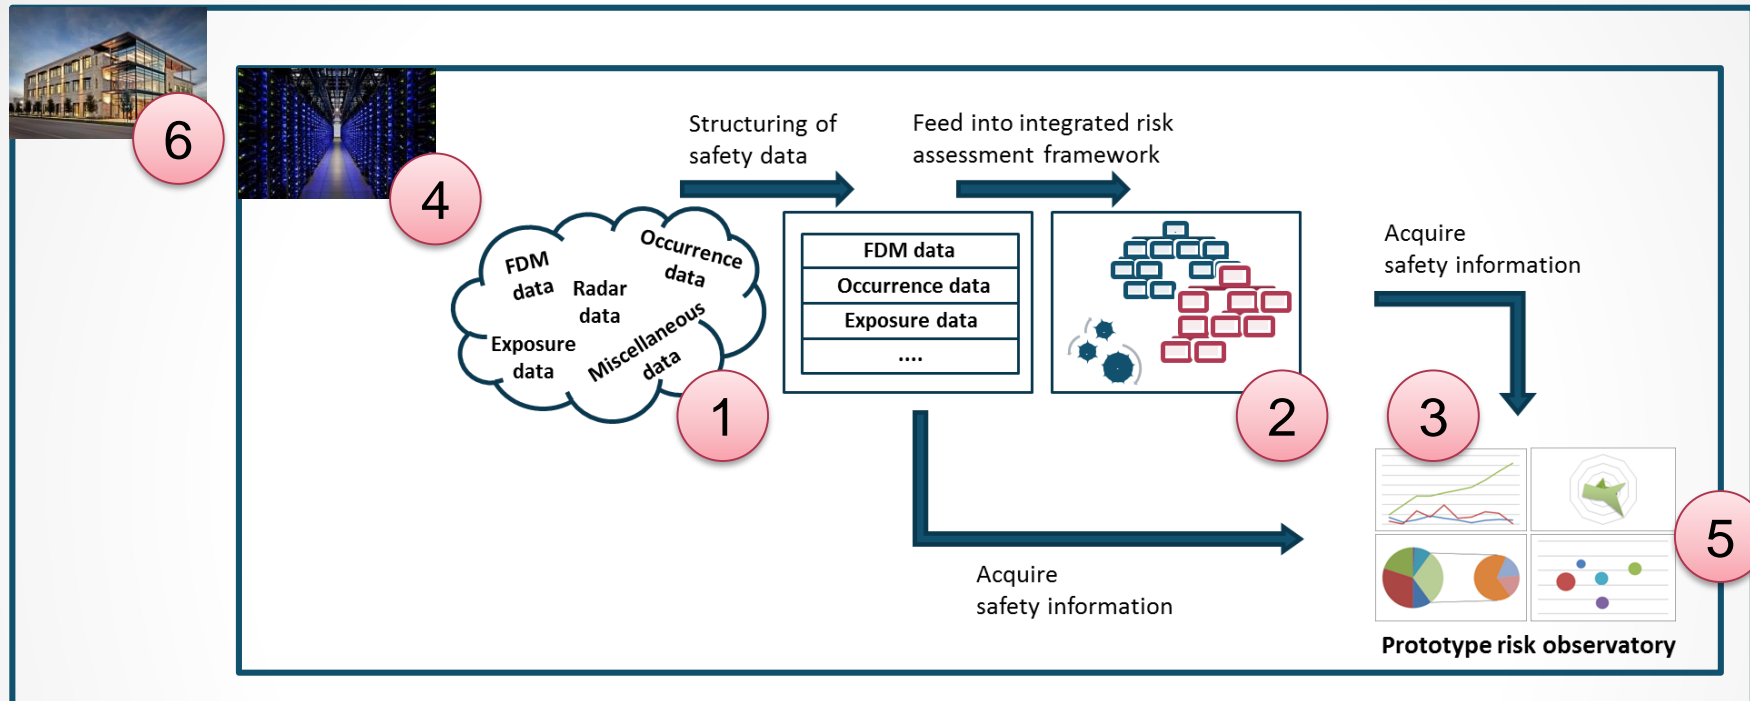 6
4
Structuring of
safety data
Feed into integrated risk
assessment framework
Acquire
safety information
FDM
data
Occurrence
data
Radar
data
Exposure
data
Miscellaneous
data
1
FDM data
Occurrence data
Exposure data
....
2
3
5
Acquire
safety information
Prototype risk observatory